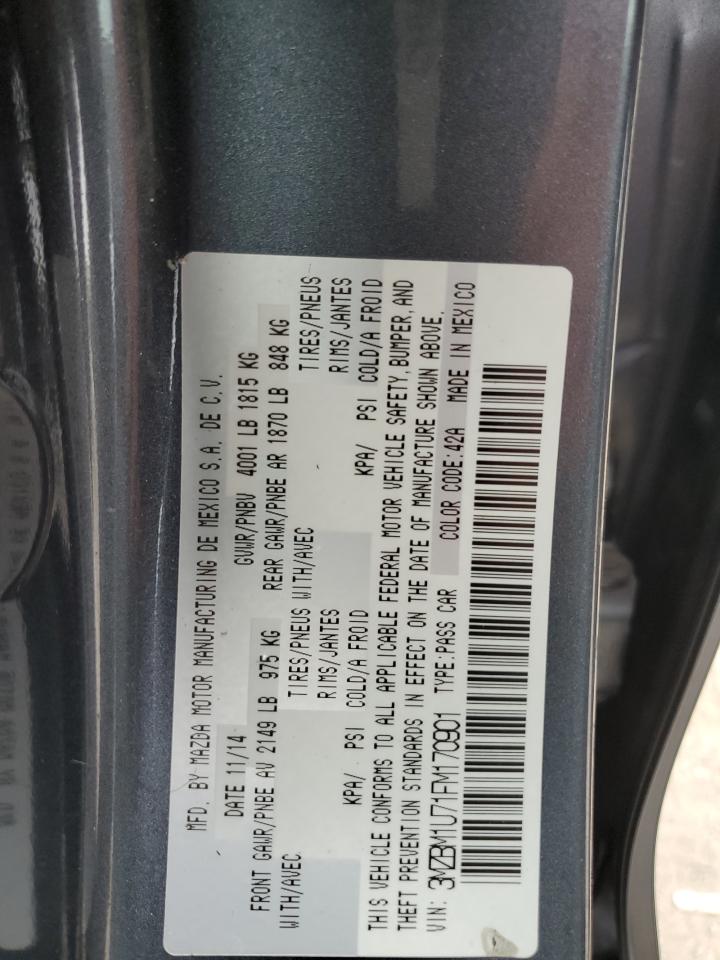 MFD. BY MAZDA MOTOR MANUFACTURING DE MEXICO S.A. DE C.V.
DATE 11/14 GVWR/PNBV 4001 LB 1815 KG
FRONT GAWR/PNBE AV 2149 LB 975 KG REAR GAWR/PNBE AR 1870 LB 848 KG
WITH/AVEC TIRES/PNEUS WITH/AVEC TIRES/PNEUS
RIMS/JANTES RIMS/JANTES
KPA/ PSI COLD/A FROID KPA/ PSI COLD/A FROID
THIS VEHICLE CONFORMS TO ALL APPLICABLE FEDERAL MOTOR VEHICLE SAFETY, BUMPER, AND
THEFT PREVENTION STANDARDS IN EFFECT ON THE DATE OF MANUFACTURE SHOWN ABOVE.
VIN: 3MZBM1U71FM170901 TYPE:PASS CAR COLOR CODE:42A MADE IN MEXICO